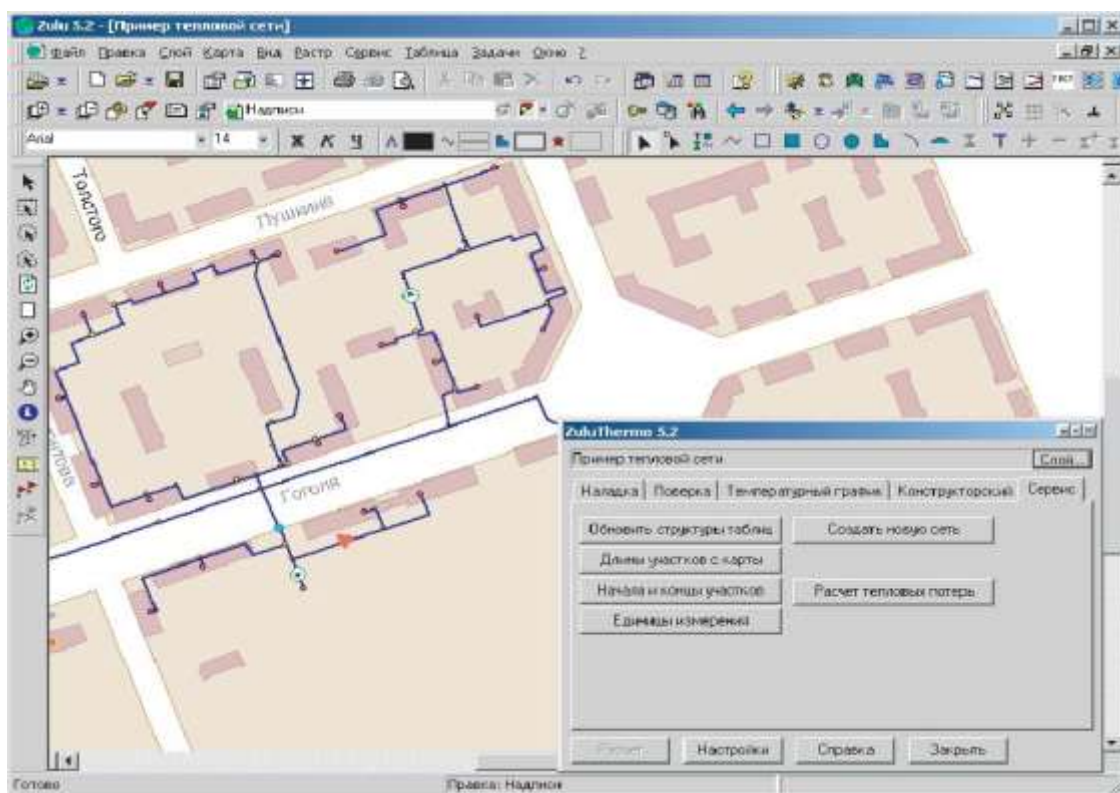 Zulu 5.2 - [Пример тепловой сети]
Файл Правка Слой Карта Вид Растр Сервис Таблица Задачи Окно ?
Надписи
Arial 14 Ж К Ч
Толстого
Пушкина
Гоголя
ZuluThermo 5.2
Пример тепловой сети Слой...
Наладка Поверка Температурный график Конструкторский Сервис
Обновить структуры таблиц Создать новую сеть
Длины участков с карты
Начала и концы участков Расчет тепловых потерь
Единицы измерения
Расчет Настройки Справка Закрыть
Готово Правка: Надписи